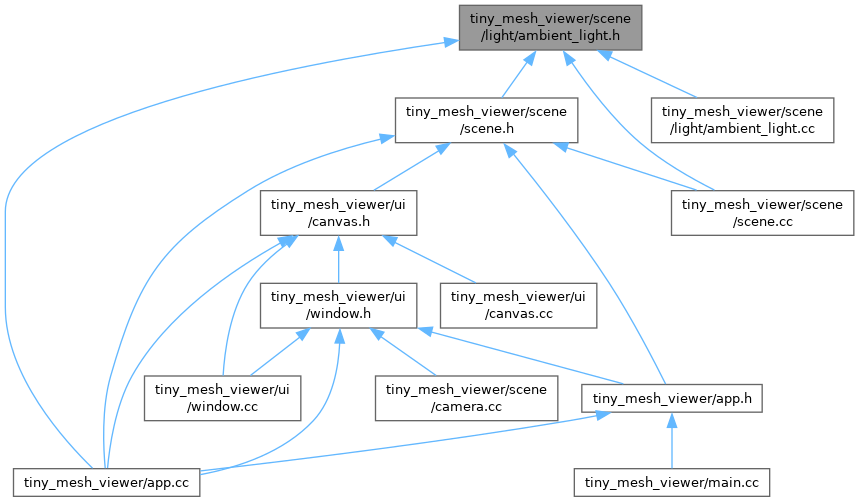 tiny_mesh_viewer/scene
/light/ambient_light.h
tiny_mesh_viewer/scene
/scene.h
tiny_mesh_viewer/scene
/light/ambient_light.cc
tiny_mesh_viewer/ui
/canvas.h
tiny_mesh_viewer/scene
/scene.cc
tiny_mesh_viewer/ui
/window.h
tiny_mesh_viewer/ui
/canvas.cc
tiny_mesh_viewer/ui
/window.cc
tiny_mesh_viewer/scene
/camera.cc
tiny_mesh_viewer/app.h
tiny_mesh_viewer/app.cc
tiny_mesh_viewer/main.cc